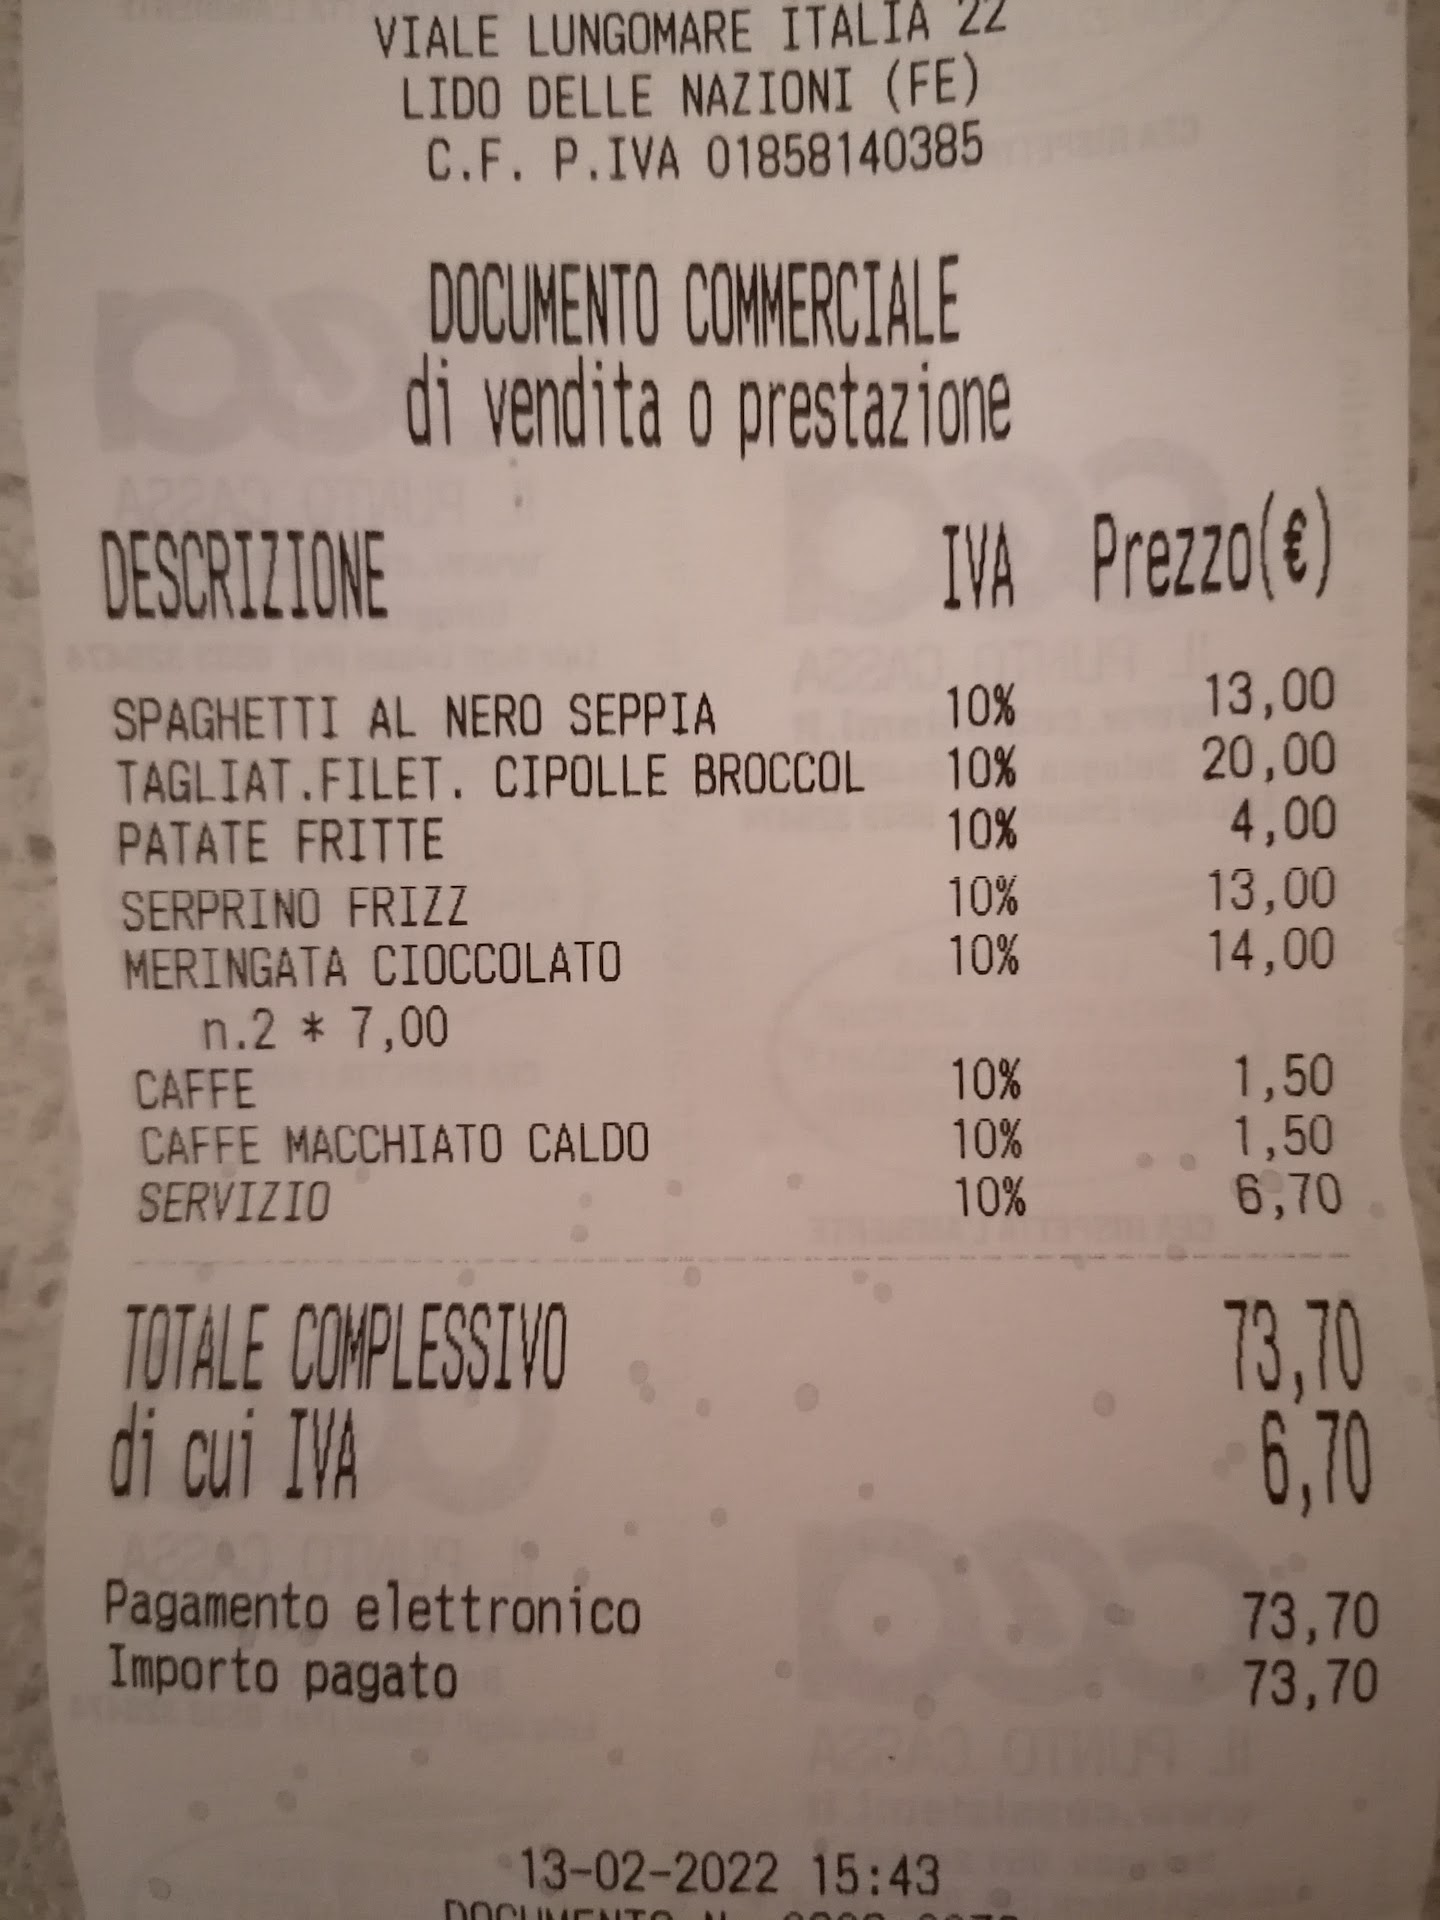 VIALE LUNGOMARE ITALIA 22
LIDO DELLE NAZIONI (FE)
C.F. P.IVA 01858140385
DOCUMENTO COMMERCIALE
di vendita o prestazione
DESCRIZIONE IVA Prezzo(€)
SPAGHETTI AL NERO SEPPIA 10% 13,00
TAGLIAT.FILET. CIPOLLE BROCCOL 10% 20,00
PATATE FRITTE 10% 4,00
SERPRINO FRIZZ 10% 13,00
MERINGATA CIOCCOLATO 10% 14,00
n.2 * 7,00
CAFFE 10% 1,50
CAFFE MACCHIATO CALDO 10% 1,50
SERVIZIO 10% 6,70
TOTALE COMPLESSIVO 73,70
di cui IVA 6,70
Pagamento elettronico 73,70
Importo pagato 73,70
13-02-2022 15:43
DOCUMENTO N.